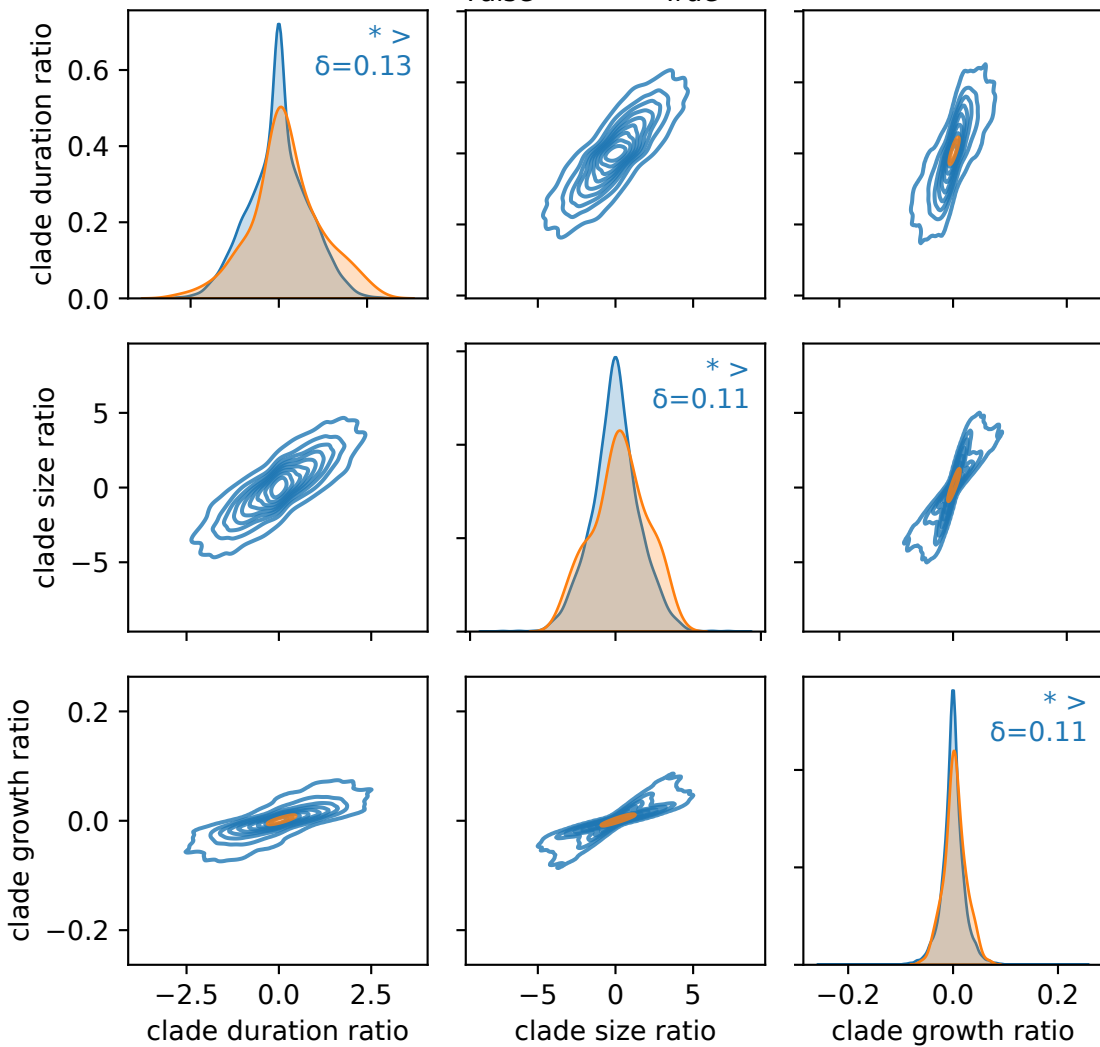 clade duration ratio
0.6
0.4
0.2
0.0
* >
δ=0.13
clade size ratio
5
0
−5
* >
δ=0.11
clade growth ratio
0.2
0.0
−0.2
* >
δ=0.11
−2.5 0.0 2.5
−5 0 5
−0.2 0.0 0.2
clade duration ratio
clade size ratio
clade growth ratio